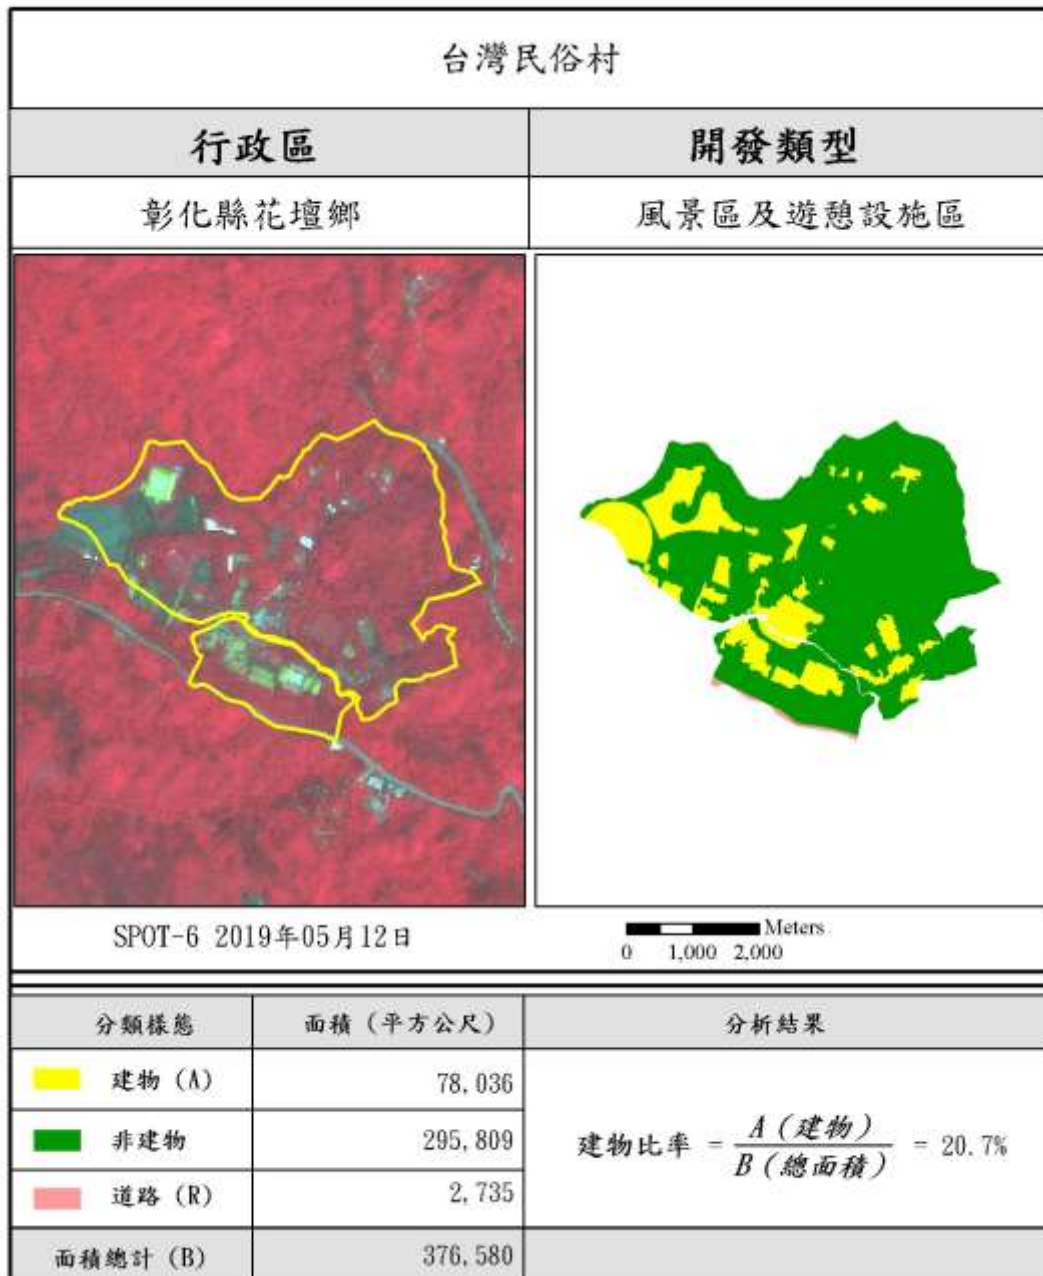 台灣民俗村
行政區 開發類型
彰化縣花壇鄉 風景區及遊憩設施區
SPOT-6 2019年05月12日
Meters
0 1,000 2,000
分類樣態 面積（平方公尺） 分析結果
建物 (A) 78,036
非建物 295,809
道路 (R) 2,735
建物比率 = A（建物） / B（總面積） = 20.7%
面積總計 (B) 376,580